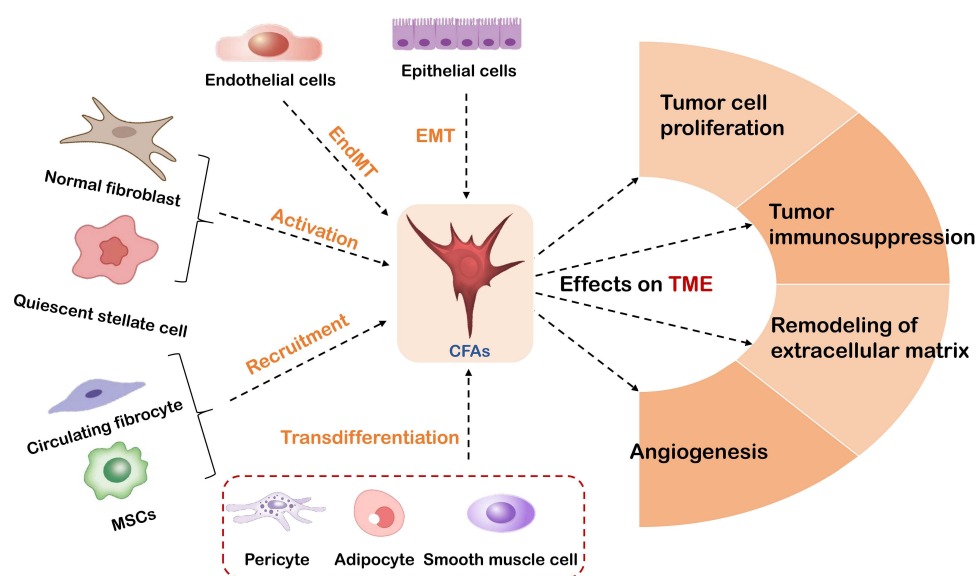 Endothelial cells
Epithelial cells
EndMT
EMT
Normal fibroblast
Activation
Quiescent stellate cell
Recruitment
Circulating fibrocyte
MSCs
CFAs
Transdifferentiation
Pericyte
Adipocyte
Smooth muscle cell
Effects on TME
Tumor cell
proliferation
Tumor
immunosuppression
Remodeling of
extracellular matrix
Angiogenesis